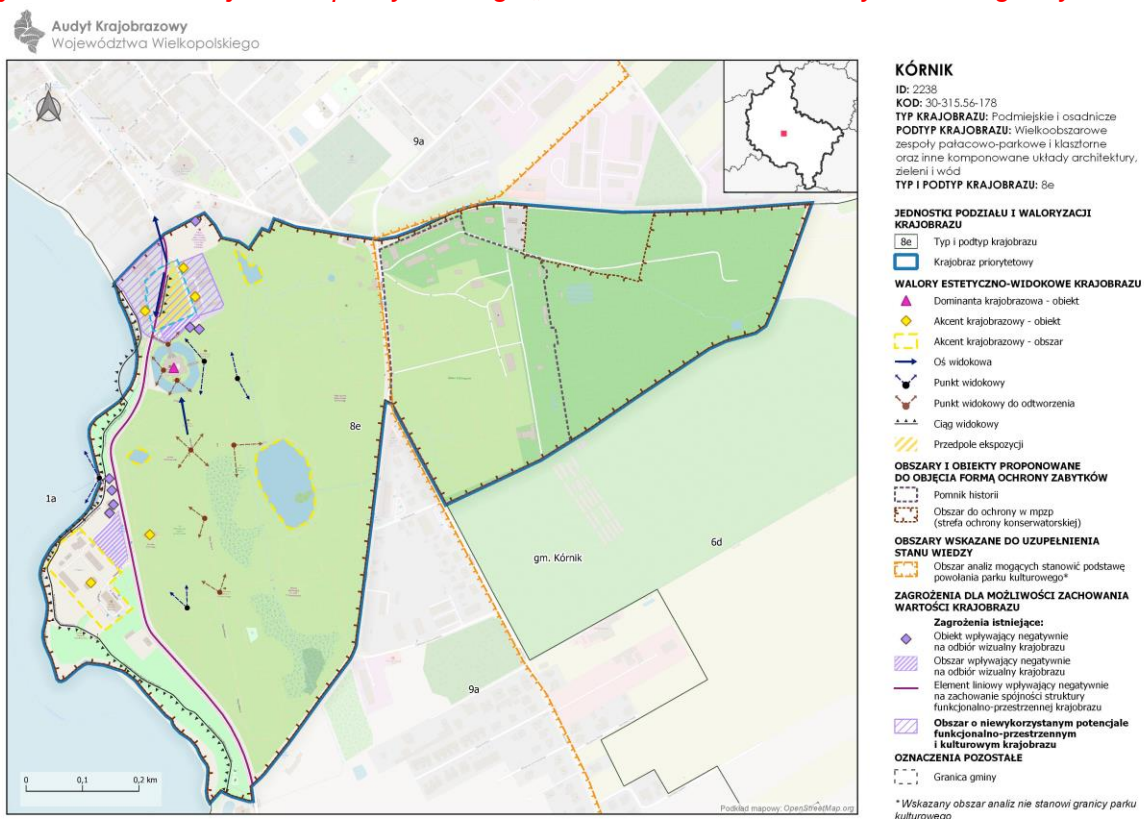 Audyt Krajobrazowy
Województwa Wielkopolskiego
KÓRNIK
ID: 2238
KOD: 30-315.56-178
TYP KRAJOBRAZU: Podmiejskie i osadnicze
PODTYP KRAJOBRAZU: Wielkoobszarowe
zespoły pałacowo-parkowe i klasztorne
oraz inne komponowane układy architektury,
zieleni i wód
TYP I PODTYP KRAJOBRAZU: 8e
JEDNOSTKI PODZIAŁU I WALORYZACJI
KRAJOBRAZU
8e Typ i podtyp krajobrazu
Krajobraz priorytetowy
WALORY ESTETYCZNO-WIDOKOWE KRAJOBRAZU
Dominanta krajobrazowa - obiekt
Akcent krajobrazowy - obiekt
Akcent krajobrazowy - obszar
Oś widokowa
Punkt widokowy
Punkt widokowy do odtworzenia
Ciąg widokowy
Przedpole ekspozycji
OBSZARY I OBIEKTY PROPONOWANE
DO OBJĘCIA FORMĄ OCHRONY ZABYTKÓW
Pomnik historii
Obszar do ochrony w mpzp
(strefa ochrony konserwatorskiej)
OBSZARY WSKAZANE DO UZUPEŁNIENIA
STANU WIEDZY
Obszar analiz mogących stanowić podstawę
powołania parku kulturowego*
ZAGROŻENIA DLA MOŻLIWOŚCI ZACHOWANIA
WARTOŚCI KRAJOBRAZU
Zagrożenia istniejące:
Obiekt wpływający negatywnie
na odbiór wizualny krajobrazu
Obszar wpływający negatywnie
na odbiór wizualny krajobrazu
Element liniowy wpływający negatywnie
na zachowanie spójności struktury
funkcjonalno-przestrzennej krajobrazu
Obszar o niewykorzystanym potencjale
funkcjonalno-przestrzennym
i kulturowym krajobrazu
OZNACZENIA POZOSTAŁE
Granica gminy
* Wskazany obszar analiz nie stanowi granicy parku
kulturowego
9a
8e
1a
gm. Kórnik
6d
9a
0 0,1 0,2 km
Podkład mapowy: OpenStreetMap.org